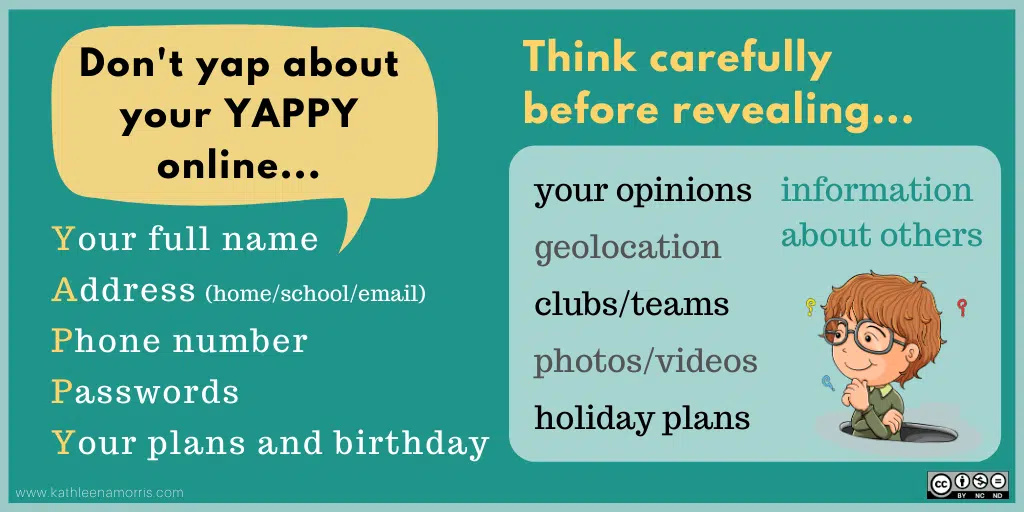 Don't yap about
your YAPPY
online...
Your full name
Address (home/school/email)
Phone number
Passwords
Your plans and birthday
www.kathleenamorris.com
Think carefully
before revealing...
your opinions
geolocation
clubs/teams
photos/videos
holiday plans
information
about others
cc
BY NC ND